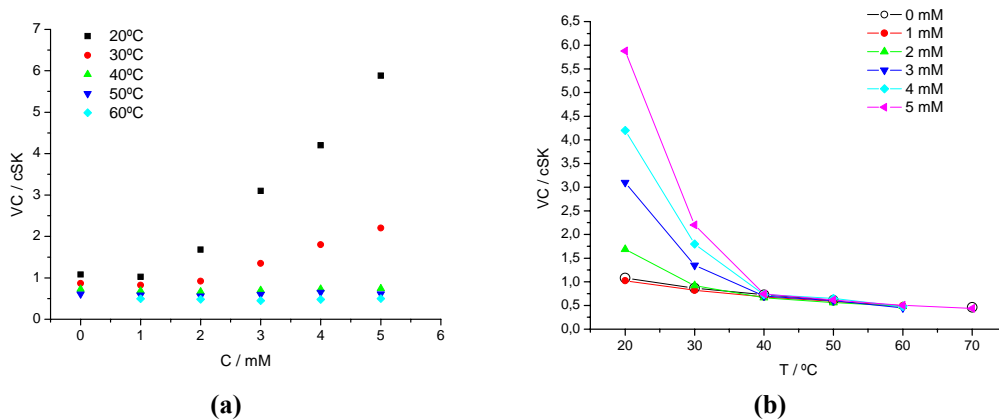 7
6
5
4
3
2
1
0
VC / cSK
20ºC
30ºC
40ºC
50ºC
60ºC
0 1 2 3 4 5 6
C / mM
(a)
6,5
6,0
5,5
5,0
4,5
4,0
3,5
3,0
2,5
2,0
1,5
1,0
0,5
0,0
VC / cSK
0 mM
1 mM
2 mM
3 mM
4 mM
5 mM
20 30 40 50 60 70
T / ºC
(b)